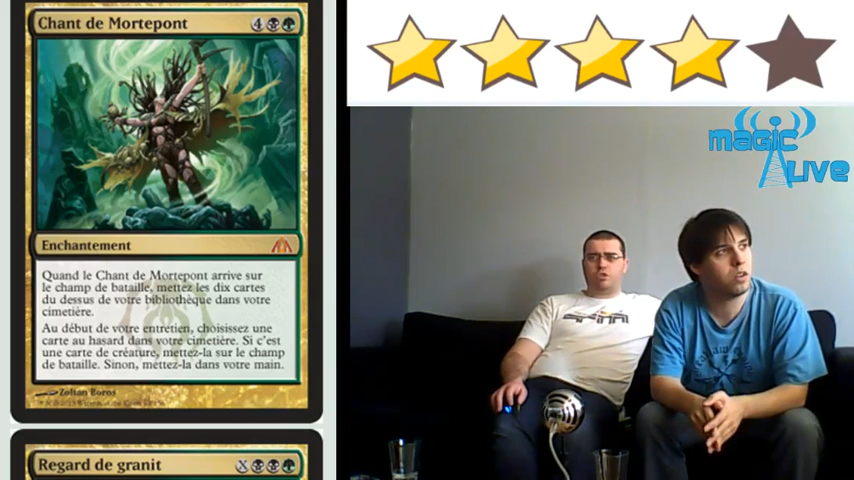 Chant de Mortepont 4
Enchantement
Quand le Chant de Mortepont arrive sur
le champ de bataille, mettez les dix cartes
du dessus de votre bibliothèque dans votre
cimetière.
Au début de votre entretien, choisissez une
carte au hasard dans votre cimetière. Si c'est
une carte de créature, mettez-la sur le champ
de bataille. Sinon, mettez-la dans votre main.
Zoltan Boros
Regard de granit X
MAGIC
LIVE